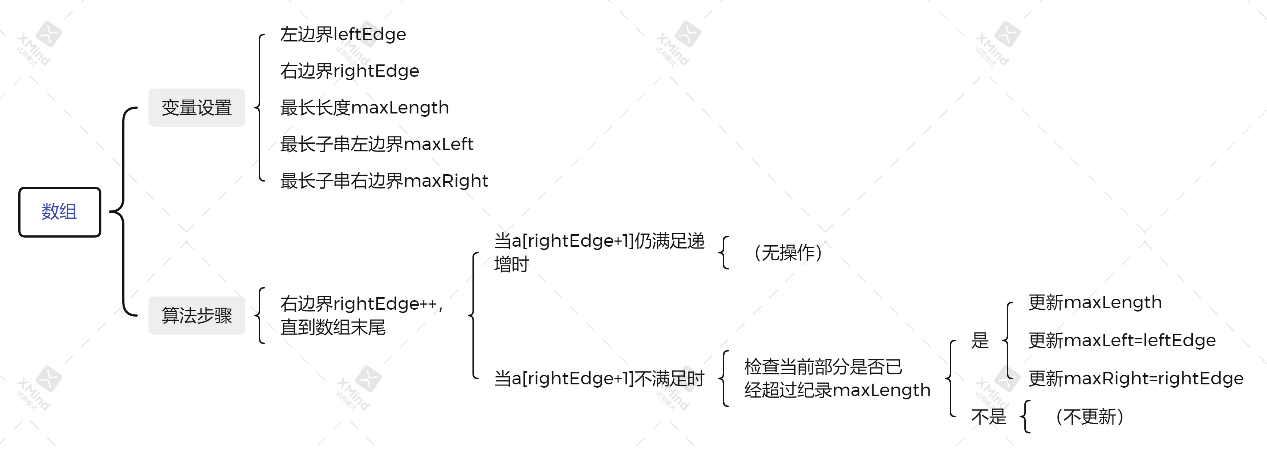 数组
变量设置
左边界leftEdge
右边界rightEdge
最长长度maxLength
最长子串左边界maxLeft
最长子串右边界maxRight
算法步骤
右边界rightEdge++,
直到数组末尾
当a[rightEdge+1]仍满足递
增时
（无操作）
当a[rightEdge+1]不满足时
检查当前部分是否已
经超过纪录maxLength
是
更新maxLength
更新maxLeft=leftEdge
更新maxRight=rightEdge
不是
（不更新）
XMind
XMind
XMind
XMind
XMind
XMind
XMind
XMind